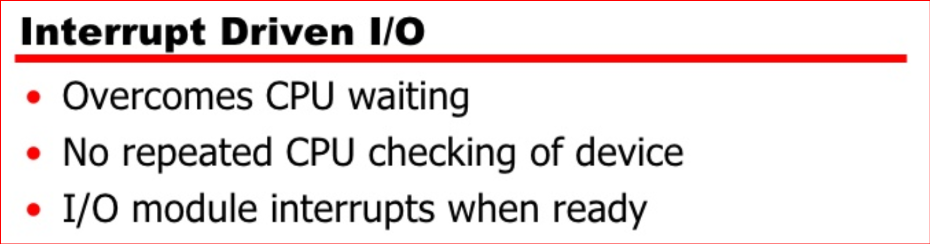 Interrupt Driven I/O
• Overcomes CPU waiting
• No repeated CPU checking of device
• I/O module interrupts when ready